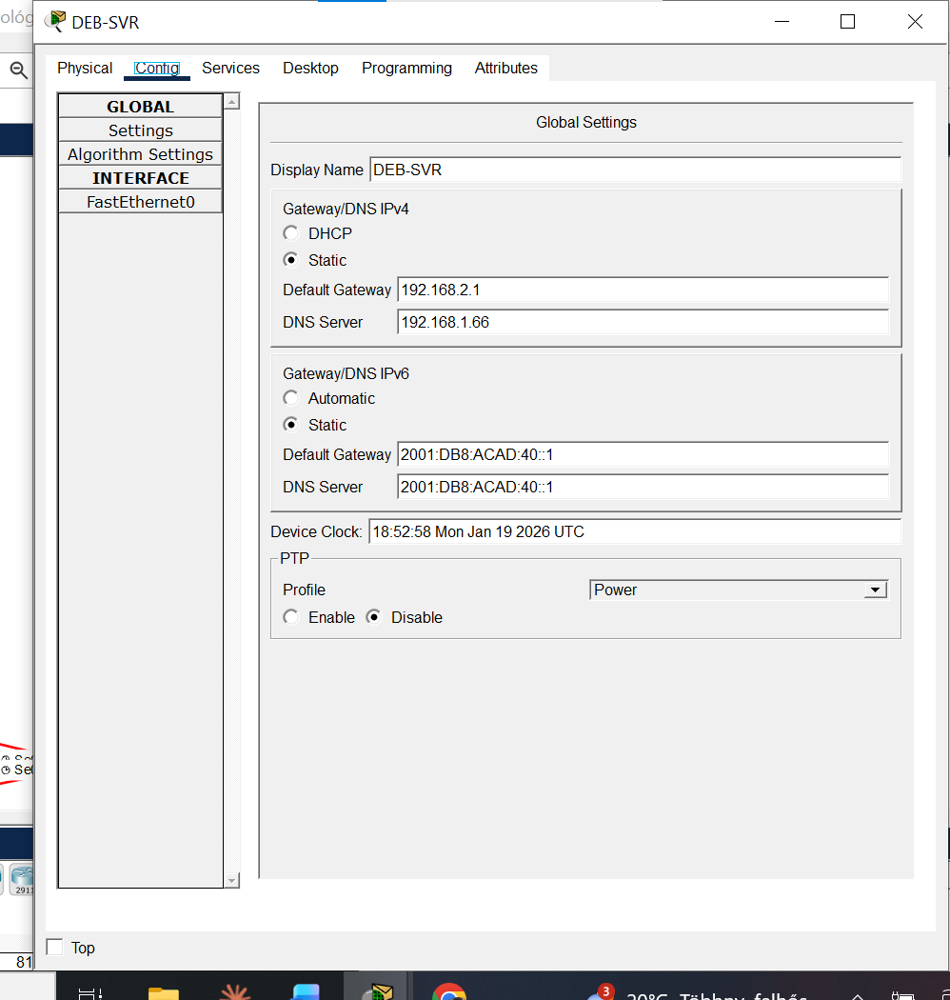 DEB-SVR
Physical Config Services Desktop Programming Attributes
GLOBAL
Settings
Algorithm Settings
INTERFACE
FastEthernet0
Global Settings
Display Name DEB-SVR
Gateway/DNS IPv4
DHCP
Static
Default Gateway 192.168.2.1
DNS Server 192.168.1.66
Gateway/DNS IPv6
Automatic
Static
Default Gateway 2001:DB8:ACAD:40::1
DNS Server 2001:DB8:ACAD:40::1
Device Clock: 18:52:58 Mon Jan 19 2026 UTC
PTP
Profile Power
Enable Disable
Top
2911
81
3
20°C Többny. felhős